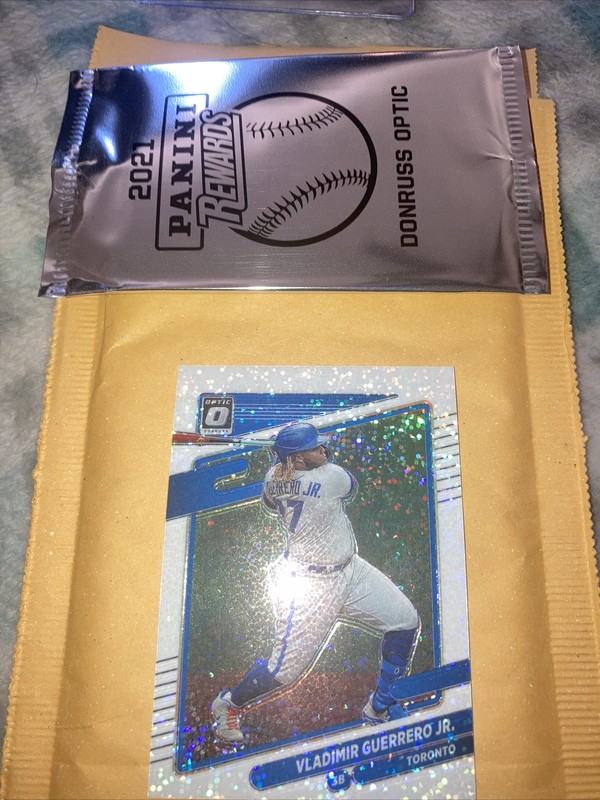 2021
PANINI
REWARDS
DONRUSS OPTIC
OPTIC
O
GUERRERO JR.
27
VLADIMIR GUERRERO JR.
TORONTO
3B